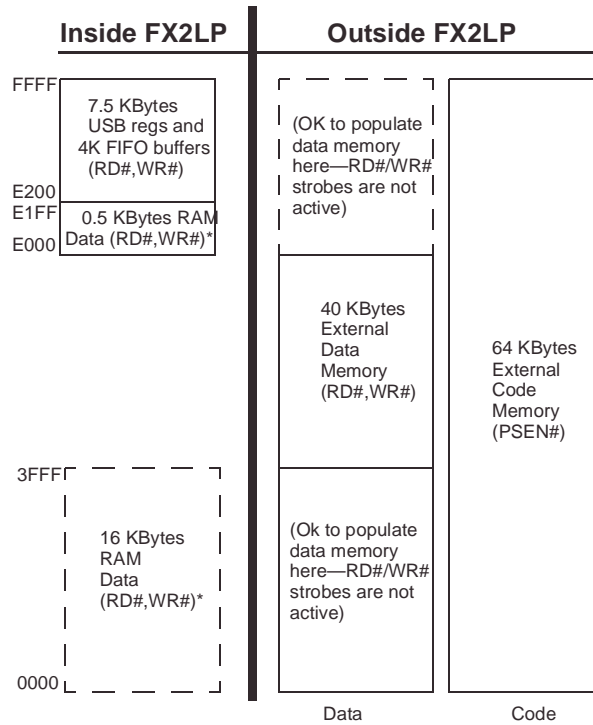 Inside FX2LP
Outside FX2LP
FFFF
7.5 KBytes
USB regs and
4K FIFO buffers
(RD#,WR#)
E200
E1FF
0.5 KBytes RAM
Data (RD#,WR#)*
E000
(OK to populate
data memory
here—RD#/WR#
strobes are not
active)
40 KBytes
External
Data
Memory
(RD#,WR#)
64 KBytes
External
Code
Memory
(PSEN#)
3FFF
16 KBytes
RAM
Data
(RD#,WR#)*
(Ok to populate
data memory
here—RD#/WR#
strobes are not
active)
0000
Data
Code